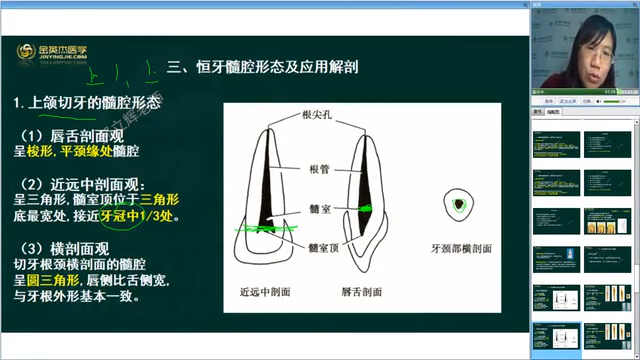 金英杰医学
JINYINGJIE.COM
三、恒牙髓腔形态及应用解剖
1.上颌切牙的髓腔形态
(1)唇舌剖面观
呈梭形,平颈缘处髓腔
(2)近远中剖面观:
呈三角形,髓室顶位于三角形
底最宽处,接近牙冠中1/3处。
(3)横剖面观
切牙根颈横剖面的髓腔
呈圆三角形,唇侧比舌侧宽,
与牙根外形基本一致。
根尖孔
根管
髓室
髓室顶
牙颈部横剖面
近远中剖面
唇舌剖面